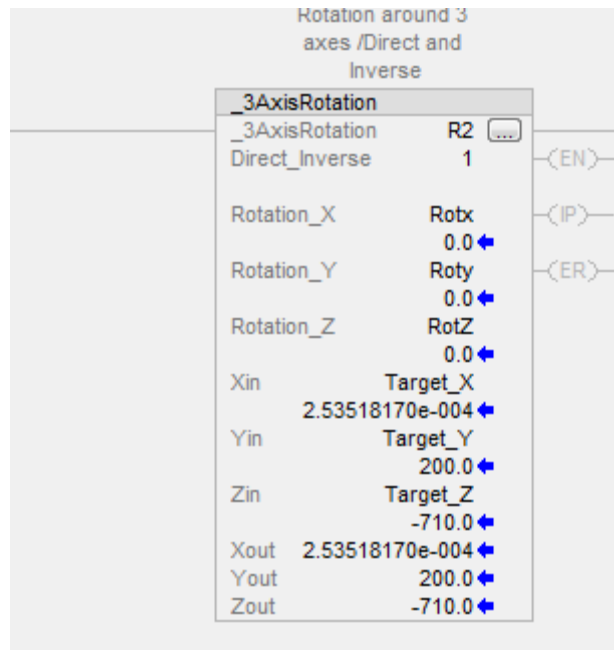 Rotation around 3
axes /Direct and
Inverse
_3AxisRotation
_3AxisRotation R2 ...
Direct_Inverse 1 (EN)
Rotation_X Rotx (IP)
0.0
Rotation_Y Roty (ER)
0.0
Rotation_Z RotZ
0.0
Xin Target_X
2.53518170e-004
Yin Target_Y
200.0
Zin Target_Z
-710.0
Xout 2.53518170e-004
Yout 200.0
Zout -710.0